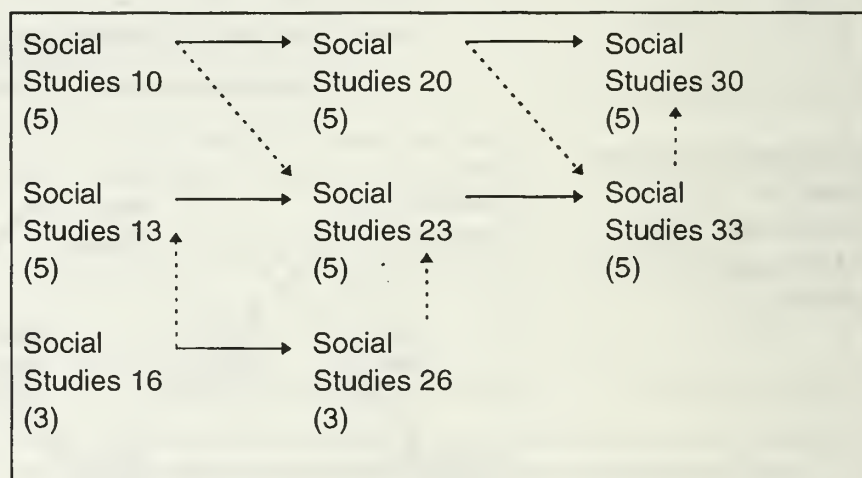 Social
Studies 10
(5)
Social
Studies 20
(5)
Social
Studies 30
(5)
Social
Studies 13
(5)
Social
Studies 23
(5)
Social
Studies 33
(5)
Social
Studies 16
(3)
Social
Studies 26
(3)